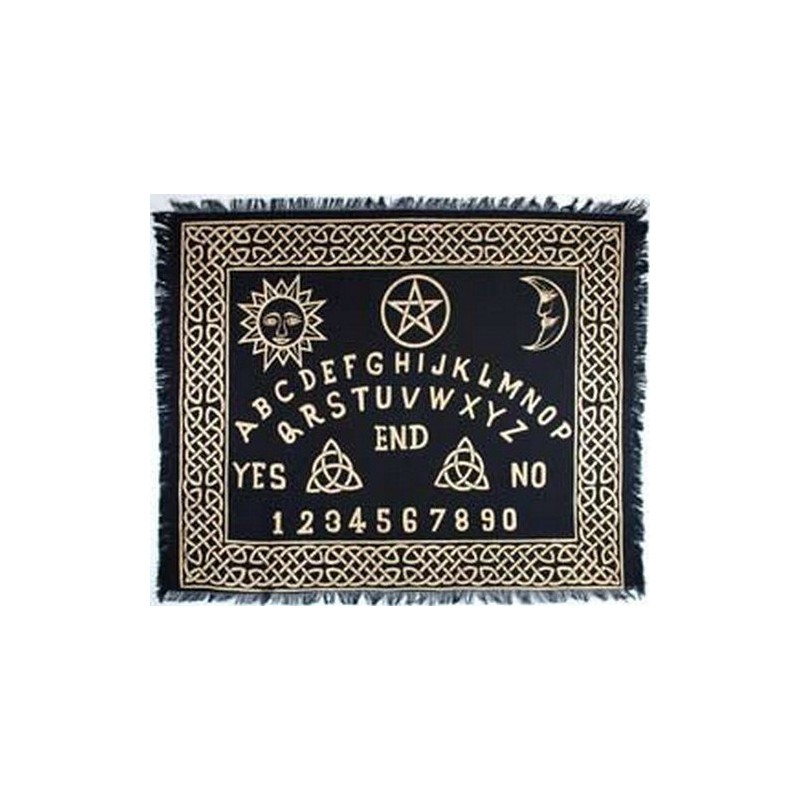 ABCDEFGHIJKLMNOP
QRSTUVWXYZ
END
YES NO
1234567890